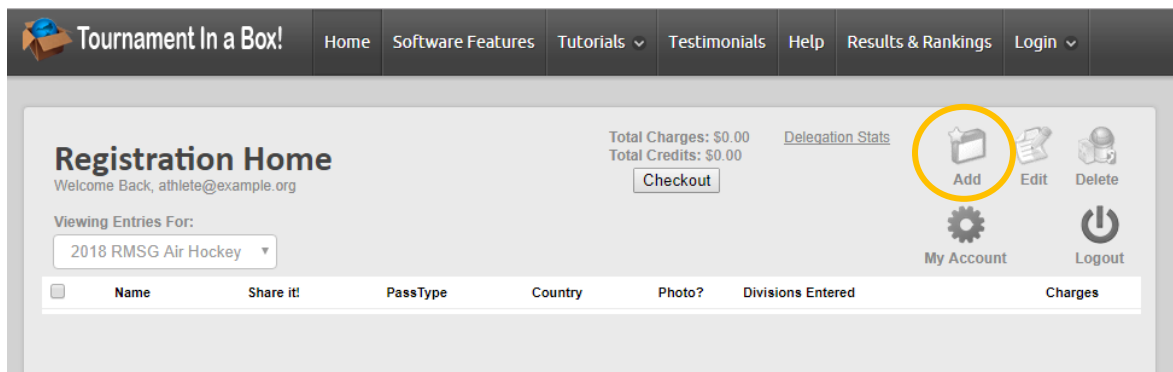 Tournament In a Box! Home Software Features Tutorials Testimonials Help Results & Rankings Login
Registration Home
Welcome Back, athlete@example.org
Total Charges: $0.00
Total Credits: $0.00
Checkout
Delegation Stats
Add Edit Delete
My Account Logout
Viewing Entries For:
2018 RMSG Air Hockey
Name Share it! PassType Country Photo? Divisions Entered Charges